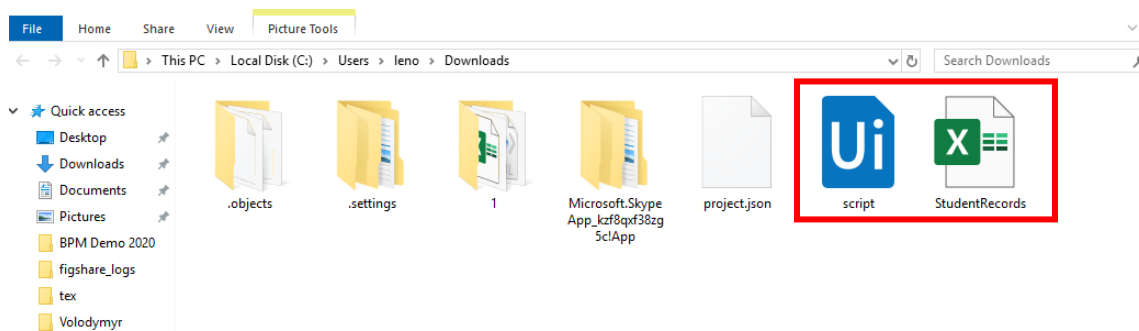 File Home Share View Picture Tools
This PC > Local Disk (C:) > Users > leno > Downloads
Search Downloads
Quick access
Desktop
Downloads
Documents
Pictures
BPM Demo 2020
figshare_logs
tex
Volodymyr
.objects
.settings
1
Microsoft.Skype
App_kzf8qxf38zg
5c!App
project.json
Ui
script
X
StudentRecords